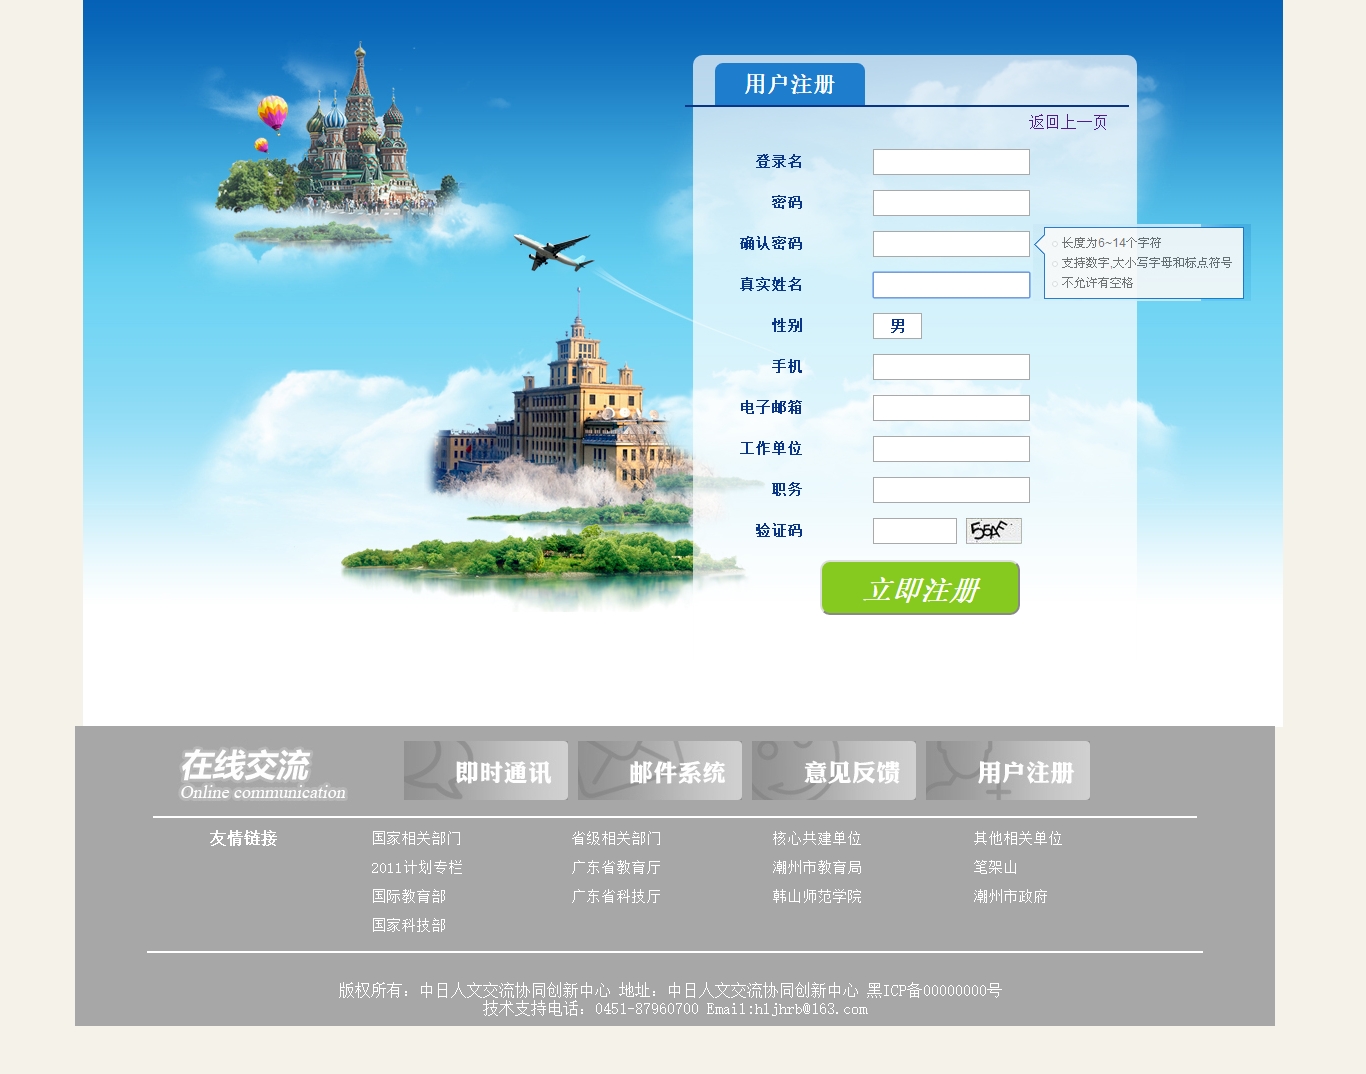 用户注册
返回上一页
登录名
密码
确认密码
长度为6~14个字符
支持数字,大小写字母和标点符号
不允许有空格
真实姓名
性别 男
手机
电子邮箱
工作单位
职务
验证码 55AF
立即注册
在线交流
Online communication
即时通讯 邮件系统 意见反馈 用户注册
友情链接 国家相关部门 省级相关部门 核心共建单位 其他相关单位
2011计划专栏 广东省教育厅 潮州市教育局 笔架山
国际教育部 广东省科技厅 韩山师范学院 潮州市政府
国家科技部
版权所有：中日人文交流协同创新中心 地址：中日人文交流协同创新中心 黑ICP备00000000号
技术支持电话：0451-87960700 Email:hljhrb@163.com